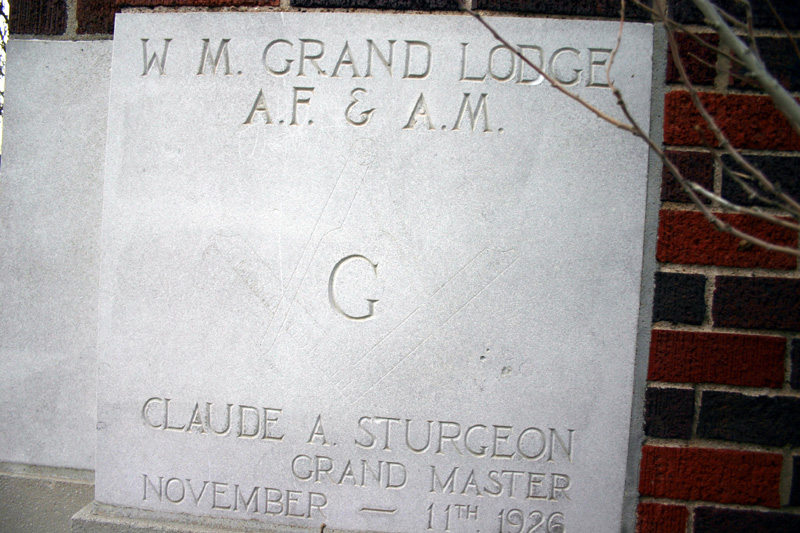 W M. GRAND LODGE
A.F. & A.M.
G
CLAUDE A. STURGEON
GRAND MASTER
NOVEMBER — 11TH 1926